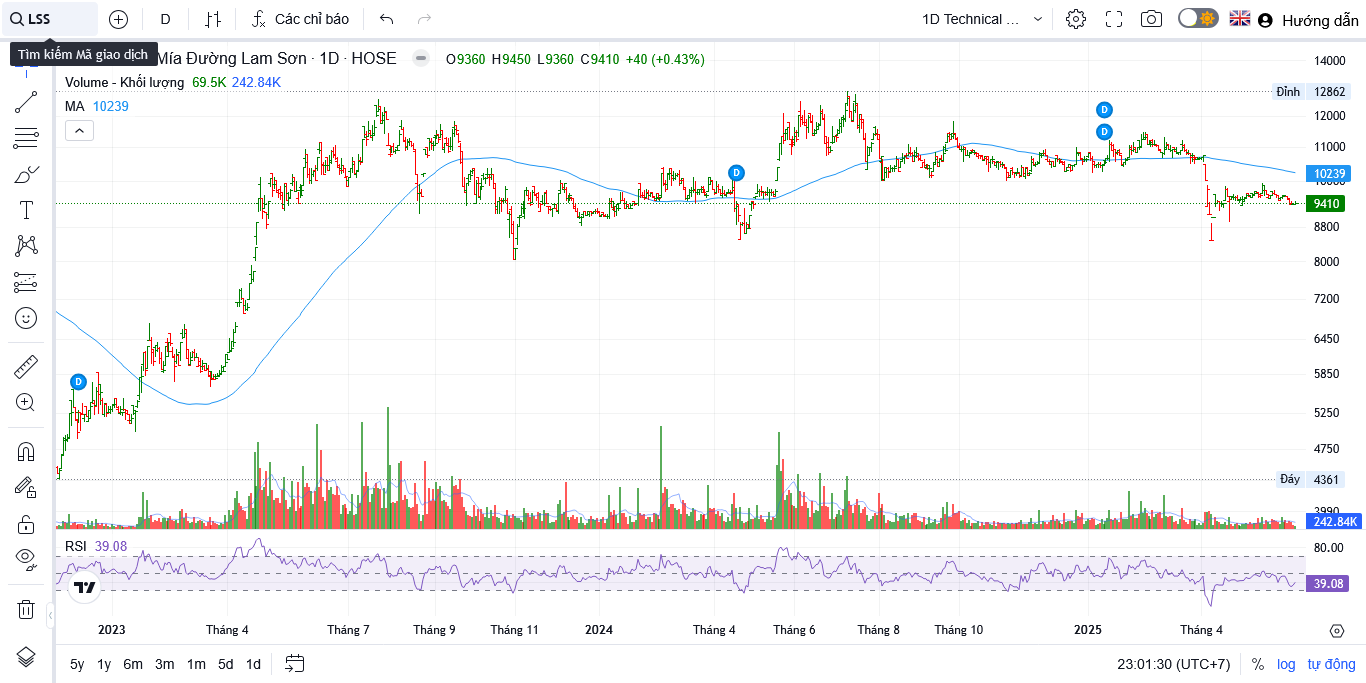 LSS
D
Các chỉ báo
1D Technical ...
Hướng dẫn
Tìm kiếm Mã giao dịch
Mía Đường Lam Sơn · 1D · HOSE
O9360 H9450 L9360 C9410 +40 (+0.43%)
Volume - Khối lượng 69.5K 242.84K
MA 10239
14000
Đỉnh 12862
12000
11000
10239
10000
9410
8800
8000
7200
6450
5850
5250
4750
Đáy 4361
3990
242.84K
D
D
D
D
RSI 39.08
80.00
39.08
2023 Tháng 4 Tháng 7 Tháng 9 Tháng 11 2024 Tháng 4 Tháng 6 Tháng 8 Tháng 10 2025 Tháng 4
5y 1y 6m 3m 1m 5d 1d
23:01:30 (UTC+7) % log tự động